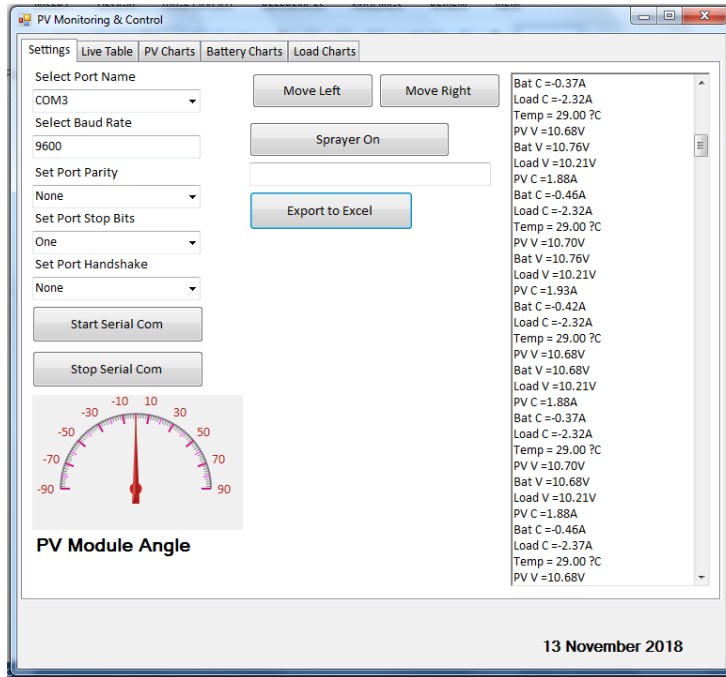 PV Monitoring & Control
Settings
Live Table
PV Charts
Battery Charts
Load Charts
Select Port Name
COM3
Select Baud Rate
9600
Set Port Parity
None
Set Port Stop Bits
One
Set Port Handshake
None
Start Serial Com
Stop Serial Com
-90
-70
-50
-30
-10
10
30
50
70
90
PV Module Angle
Move Left
Move Right
Sprayer On
Export to Excel
Bat C =-0.37A
Load C =-2.32A
Temp = 29.00 ?C
PV V =10.68V
Bat V =10.76V
Load V =10.21V
PV C =1.88A
Bat C =-0.46A
Load C =-2.32A
Temp = 29.00 ?C
PV V =10.70V
Bat V =10.76V
Load V =10.21V
PV C =1.93A
Bat C =-0.42A
Load C =-2.32A
Temp = 29.00 ?C
PV V =10.68V
Bat V =10.68V
Load V =10.21V
PV C =1.88A
Bat C =-0.37A
Load C =-2.32A
Temp = 29.00 ?C
PV V =10.70V
Bat V =10.68V
Load V =10.21V
PV C =1.88A
Bat C =-0.46A
Load C =-2.37A
Temp = 29.00 ?C
PV V =10.68V
13 November 2018